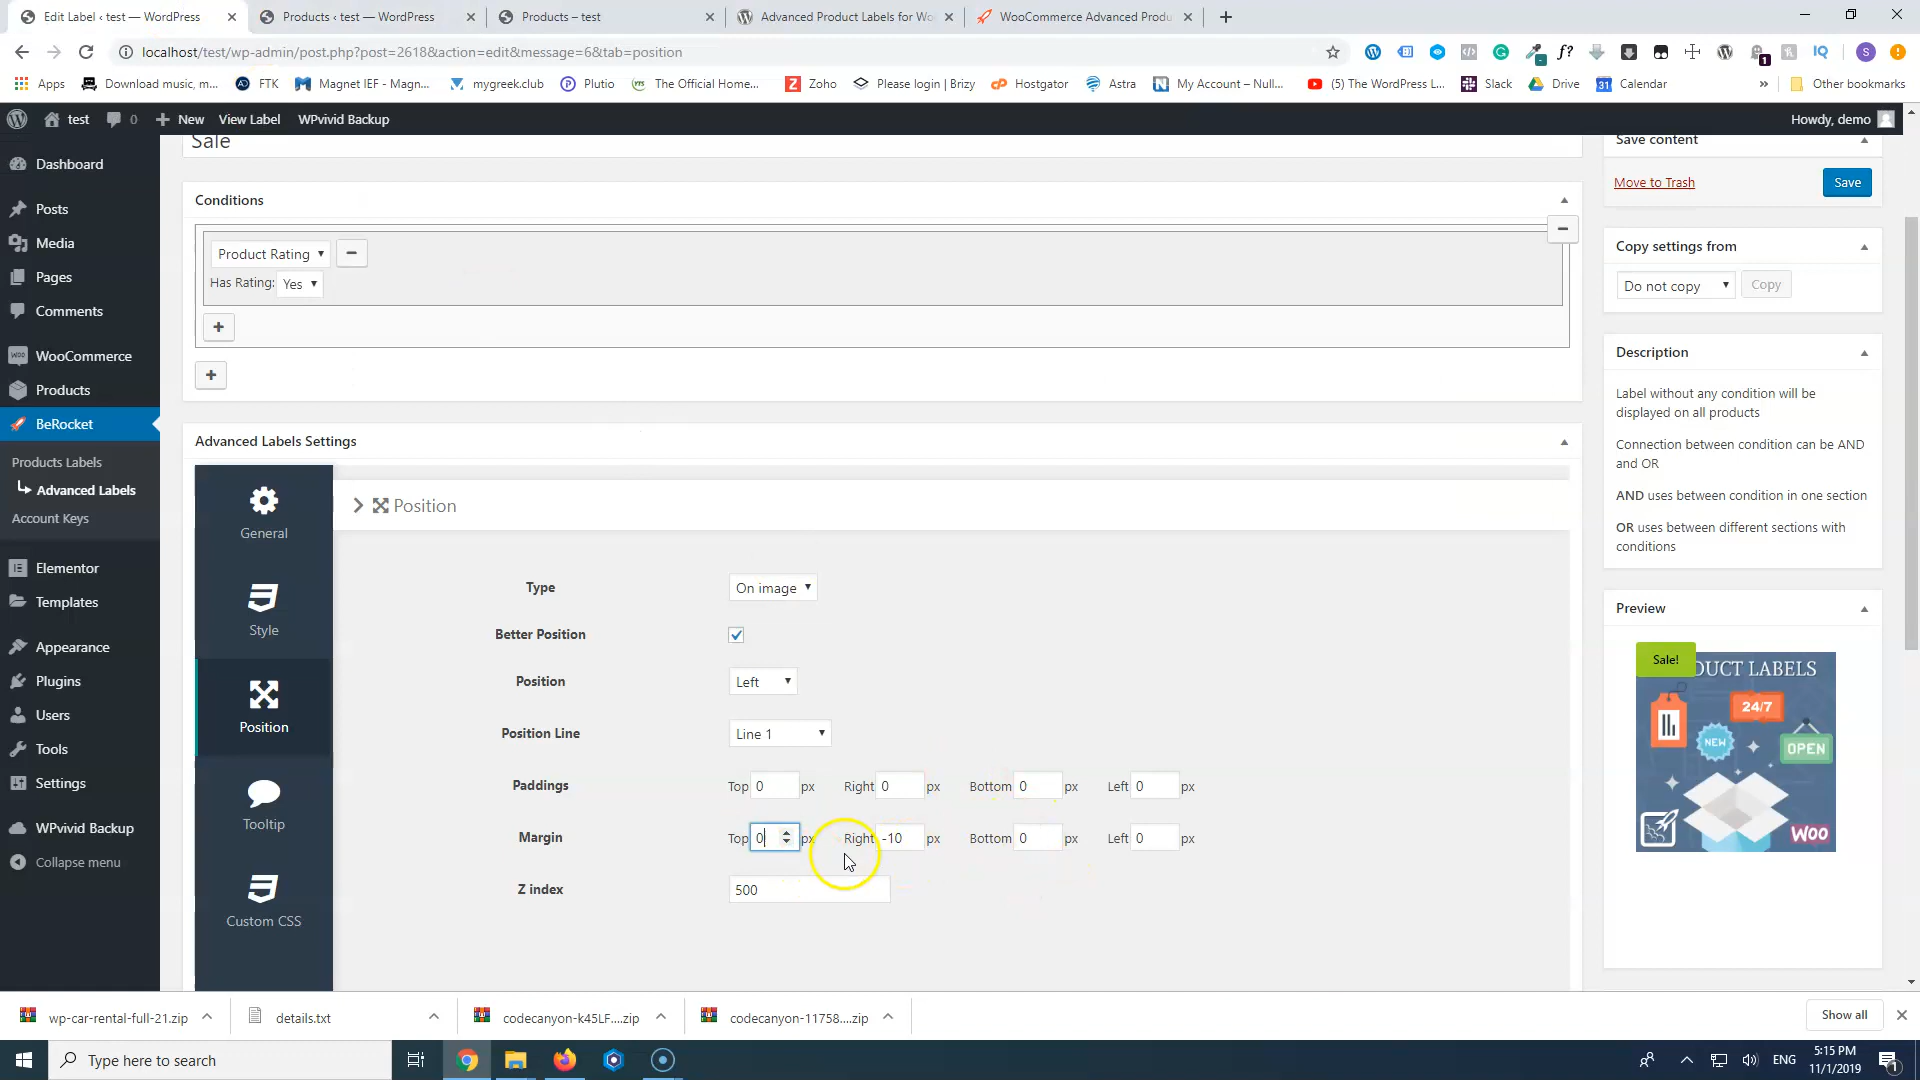 Edit Label ‹ test — WordPress
Products ‹ test — WordPress
Products – test
Advanced Product Labels for Wo
WooCommerce Advanced Produ
localhost/test/wp-admin/post.php?post=2618&action=edit&message=6&tab=position
Apps
Download music, m...
FTK
Magnet IEF - Magn...
mygreek.club
Plutio
The Official Home...
Zoho
Please login | Brizy
Hostgator
Astra
My Account – Null...
(5) The WordPress L...
Slack
Drive
31
Calendar
»
Other bookmarks
test
0
New
View Label
WPvivid Backup
Howdy, demo
Dashboard
Posts
Media
Pages
Comments
WooCommerce
Products
BeRocket
Products Labels
Advanced Labels
Account Keys
Elementor
Templates
Appearance
Plugins
Users
Tools
Settings
WPvivid Backup
Collapse menu
Sale
Conditions
Product Rating
Has Rating: Yes
Advanced Labels Settings
General
Style
Position
Tooltip
Custom CSS
Position
Type
On image
Better Position
Position
Left
Position Line
Line 1
Paddings
Top 0 px Right 0 px Bottom 0 px Left 0 px
Margin
Top 0 px Right -10 px Bottom 0 px Left 0 px
Z index
500
Save content
Move to Trash
Save
Copy settings from
Do not copy
Copy
Description
Label without any condition will be
displayed on all products
Connection between condition can be AND
and OR
AND uses between condition in one section
OR uses between different sections with
conditions
Preview
Sale!
DUCT LABELS
24/7
NEW
OPEN
WOO
wp-car-rental-full-21.zip
details.txt
codecanyon-k45LF....zip
codecanyon-11758....zip
Show all
Type here to search
ENG
5:15 PM
11/1/2019
1